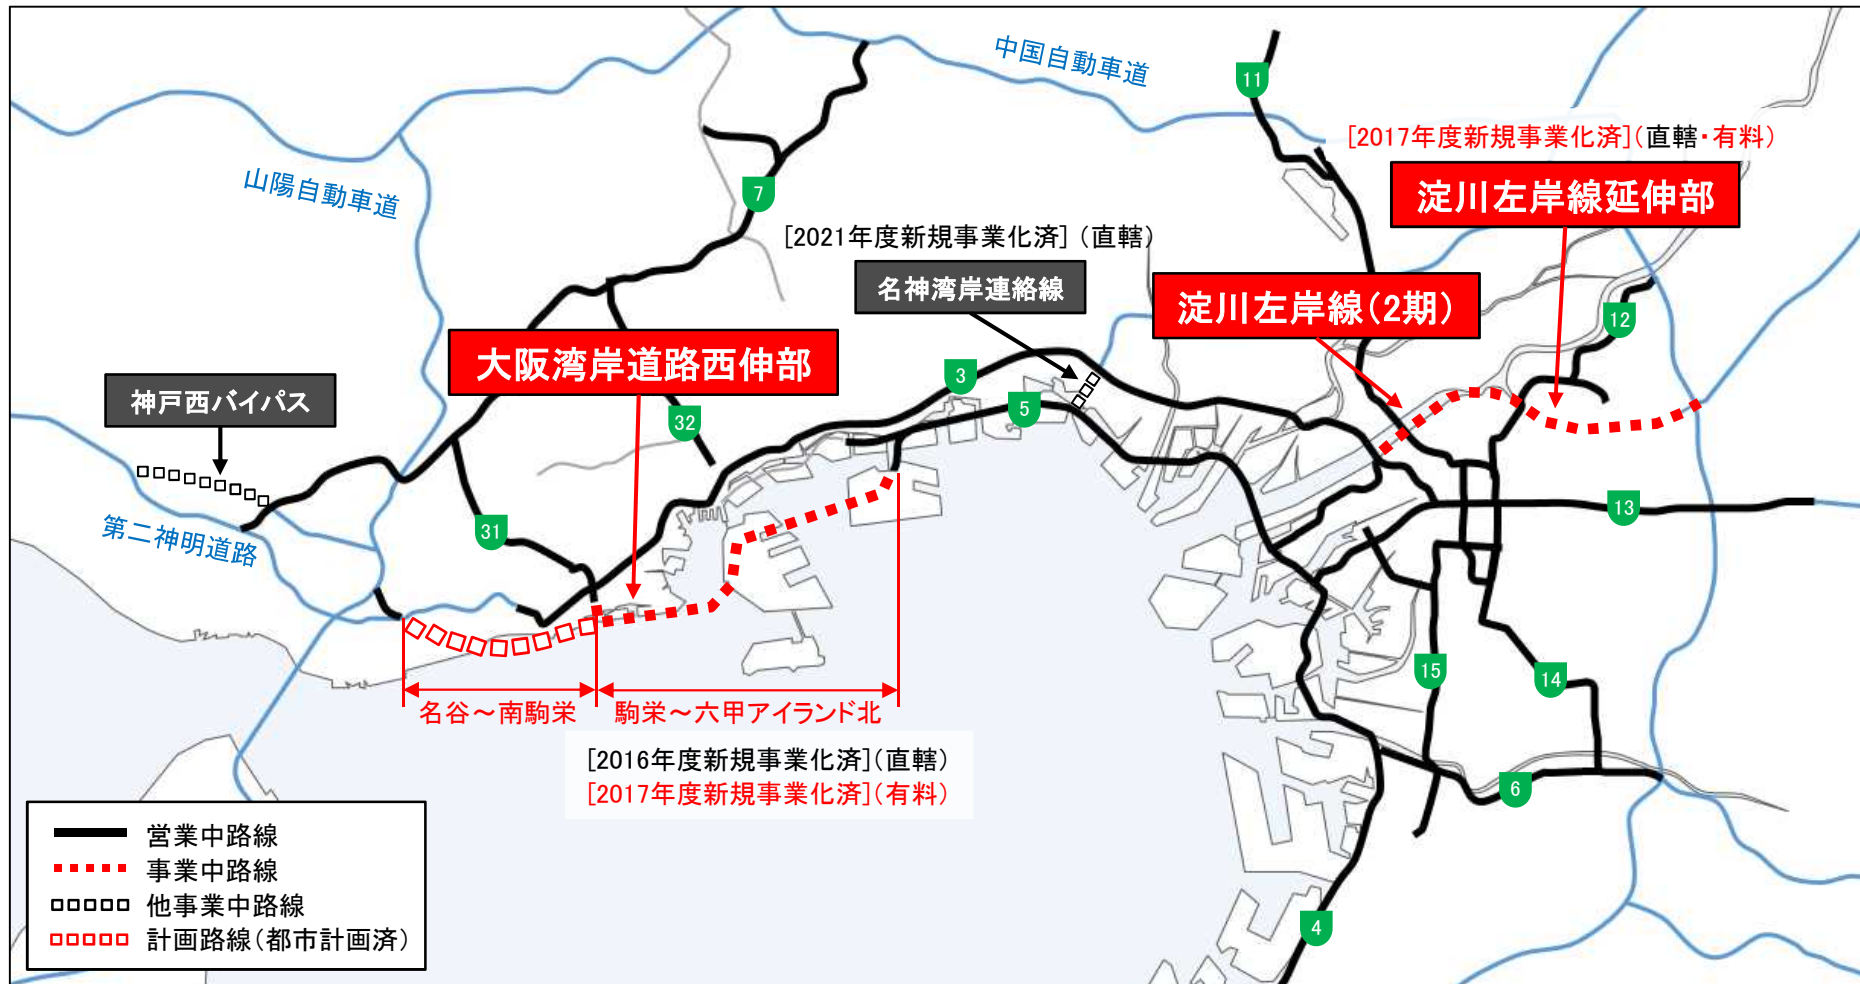 中国自動車道
11
[2017年度新規事業化済](直轄・有料)
淀川左岸線延伸部
山陽自動車道
7
[2021年度新規事業化済](直轄)
名神湾岸連絡線
淀川左岸線(2期)
12
大阪湾岸道路西伸部
3
5
神戸西バイパス
32
13
第二神明道路
31
15
14
名谷～南駒栄
駒栄～六甲アイランド北
[2016年度新規事業化済](直轄)
[2017年度新規事業化済](有料)
6
4
営業中路線
事業中路線
他事業中路線
計画路線(都市計画済)